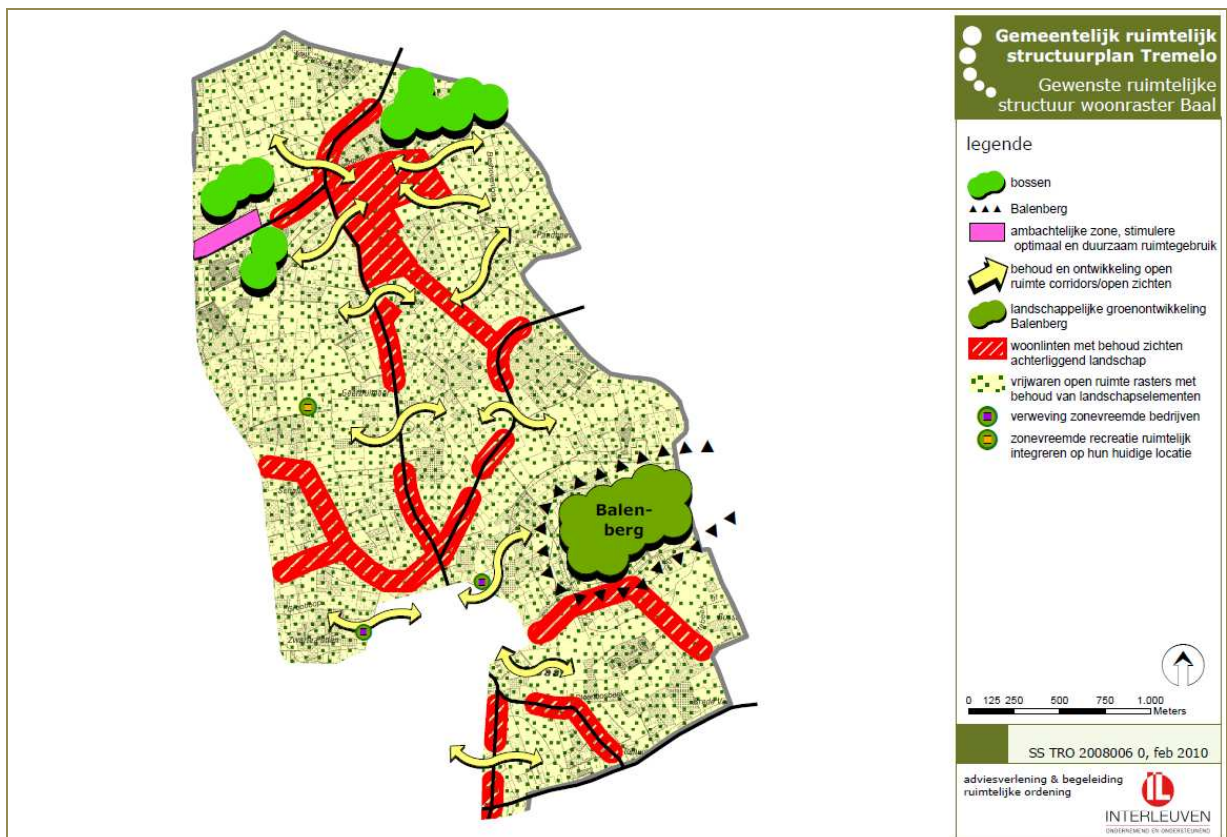 Gemeentelijk ruimtelijk
structuurplan Tremelo
Gewenste ruimtelijke
structuur woonraster Baal
legende
bossen
Balenberg
ambachtelijke zone, stimulere
optimaal en duurzaam ruimtegebruik
behoud en ontwikkeling open
ruimte corridors/open zichten
landschappelijke groenontwikkeling
Balenberg
woonlinten met behoud zichten
achterliggend landschap
vrijwaren open ruimte rasters met
behoud van landschapselementen
verweving zonevreemde bedrijven
zonevreemde recreatie ruimtelijk
integreren op hun huidige locatie
Balen-
berg
0 125 250 500 750 1.000
Meters
SS TRO 2008006 0, feb 2010
adviesverlening & begeleiding
ruimtelijke ordening
IL
INTERLEUVEN
ONDERNEMEND EN ONDERSTEUNEND